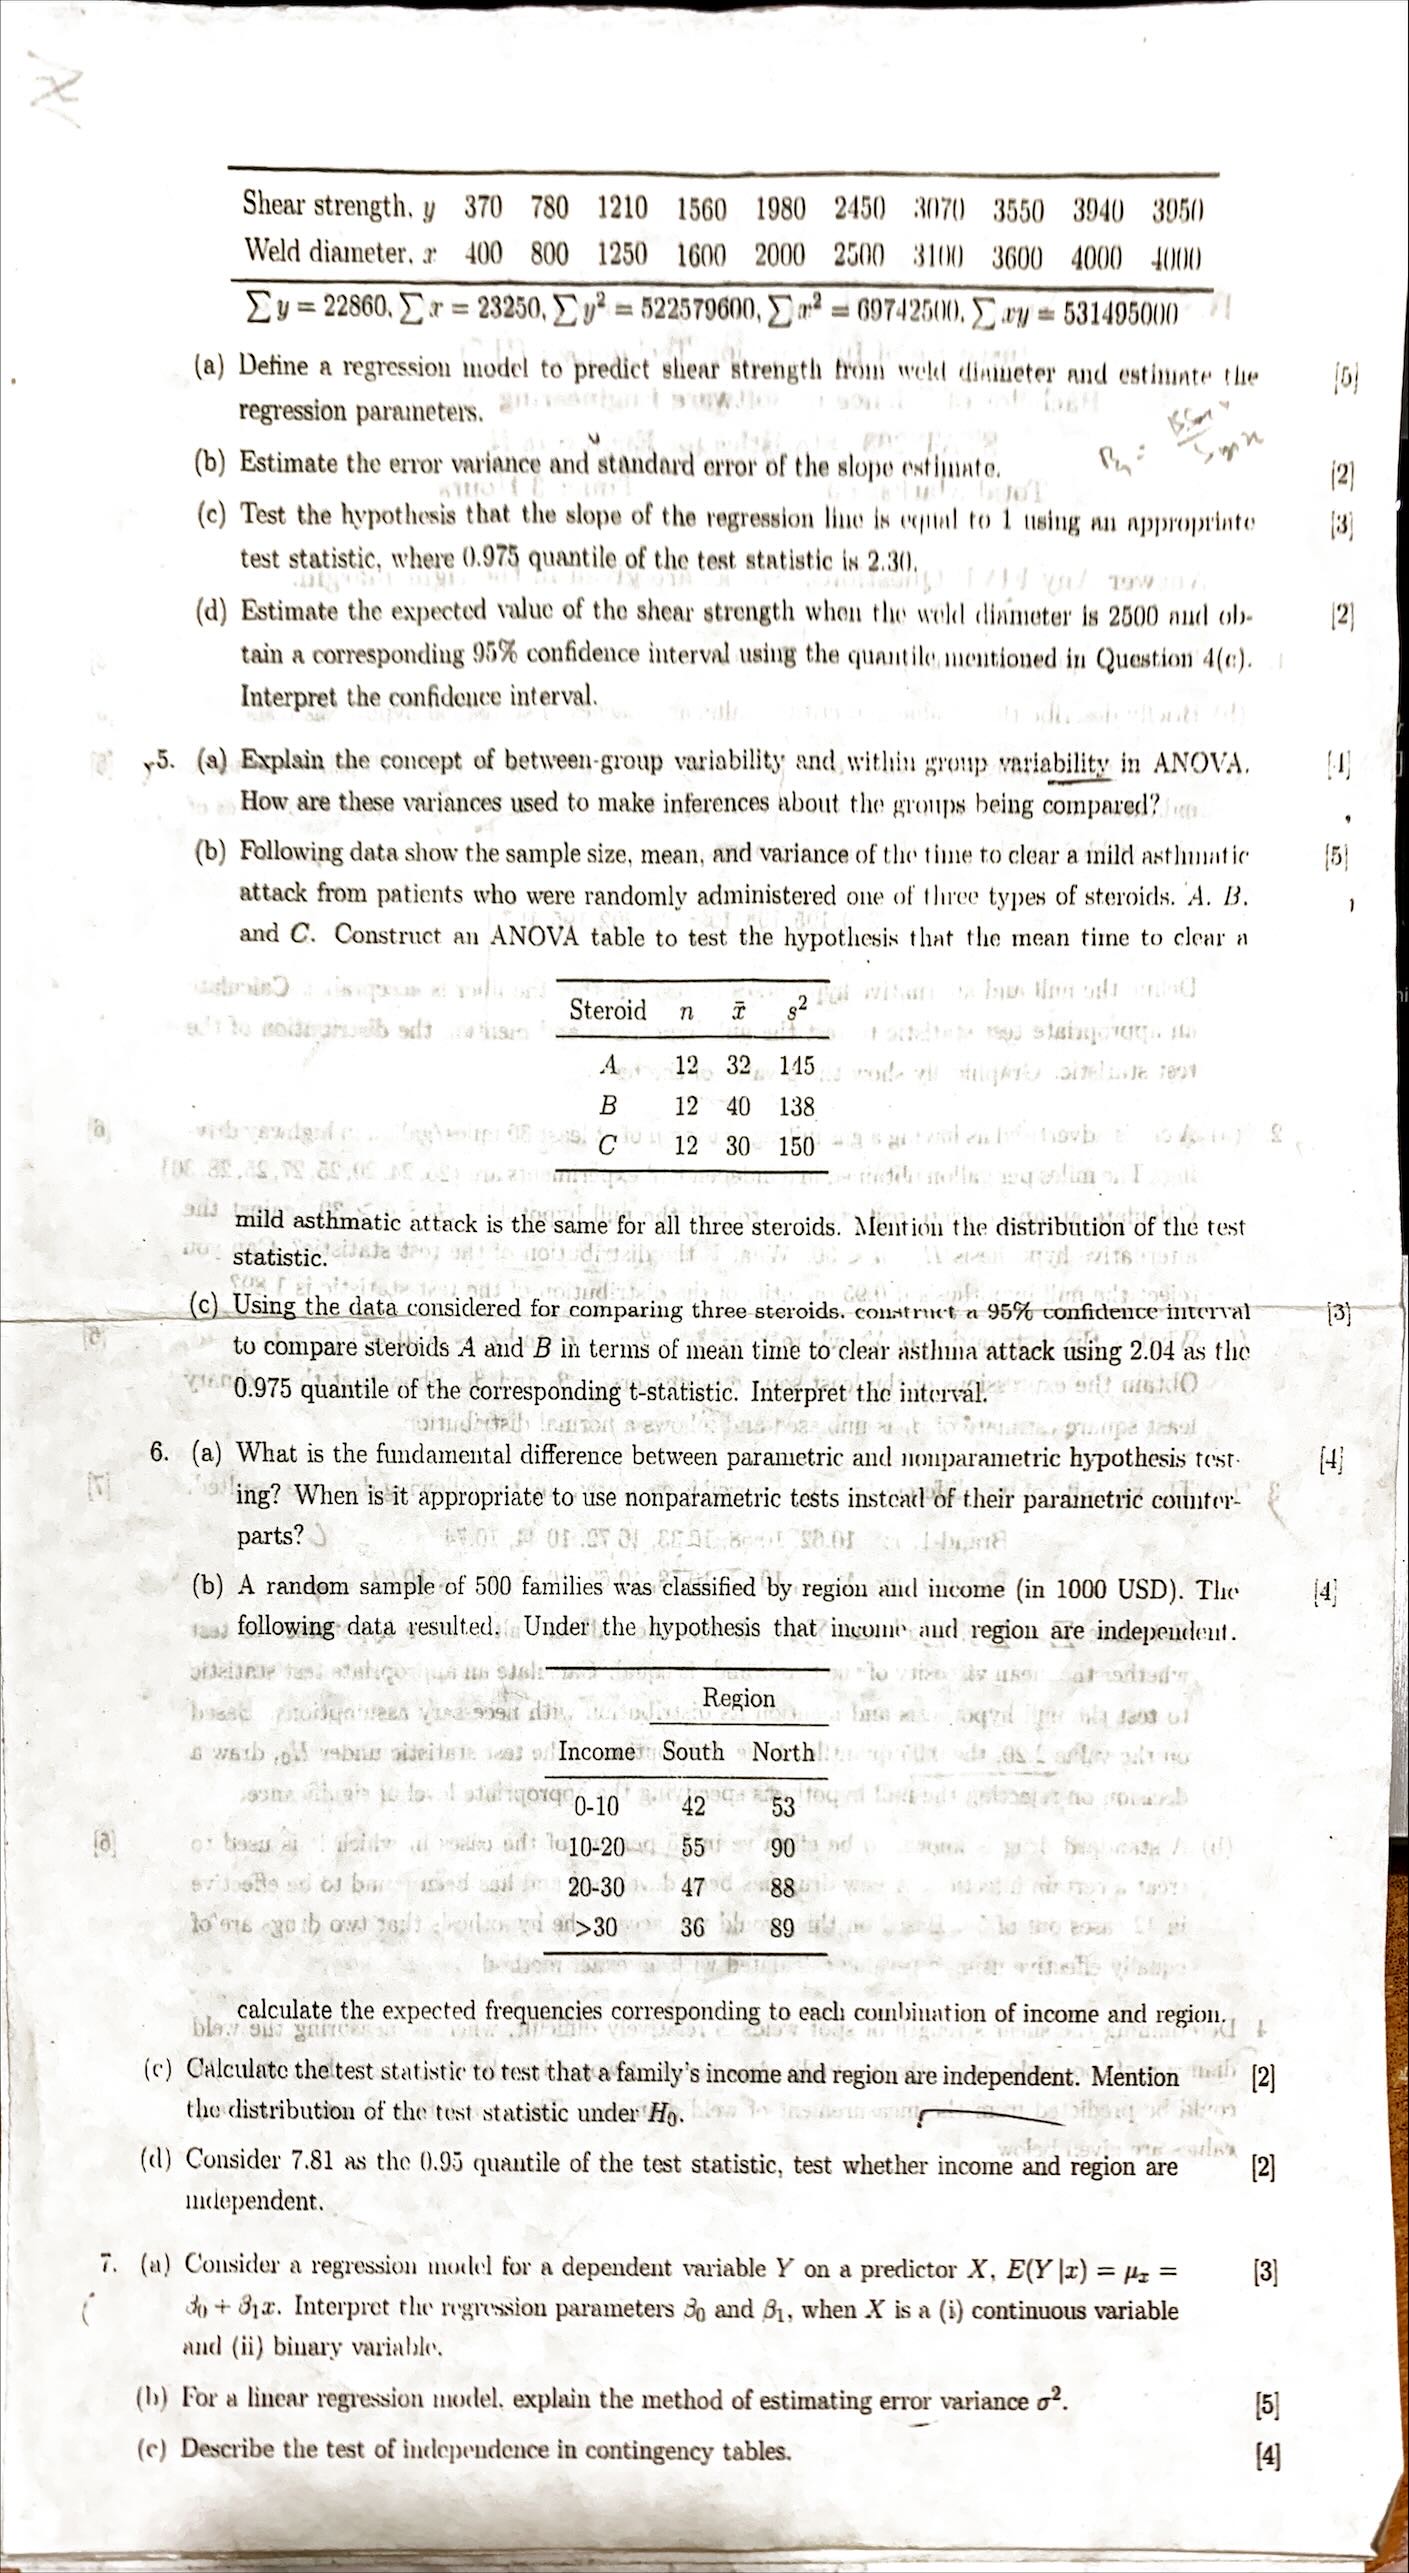 Shear strength, y 370 780 1210 1560 1980 2450 3070 3550 3940 3950
Weld diameter, x 400 800 1250 1600 2000 2500 3100 3600 4000 4000
∑ y = 22860, ∑ x = 23250, ∑ y² = 522579600, ∑ x² = 69742500, ∑ xy = 531495000
(a) Define a regression model to predict shear strength from weld diameter and estimate the [5]
regression parameters.
(b) Estimate the error variance and standard error of the slope estimate. [2]
(c) Test the hypothesis that the slope of the regression line is equal to 1 using an appropriate [3]
test statistic, where 0.975 quantile of the test statistic is 2.30.
(d) Estimate the expected value of the shear strength when the weld diameter is 2500 and ob- [2]
tain a corresponding 95% confidence interval using the quantile mentioned in Question 4(c).
Interpret the confidence interval.
5. (a) Explain the concept of between-group variability and within group variability in ANOVA. [4]
How are these variances used to make inferences about the groups being compared?
(b) Following data show the sample size, mean, and variance of the time to clear a mild asthmatic [5]
attack from patients who were randomly administered one of three types of steroids. A. B.
and C. Construct an ANOVA table to test the hypothesis that the mean time to clear a
Steroid n x̄ s²
A 12 32 145
B 12 40 138
C 12 30 150
mild asthmatic attack is the same for all three steroids. Mention the distribution of the test
statistic.
(c) Using the data considered for comparing three steroids, construct a 95% confidence interval [3]
to compare steroids A and B in terms of mean time to clear asthma attack using 2.04 as the
0.975 quantile of the corresponding t-statistic. Interpret the interval.
6. (a) What is the fundamental difference between parametric and nonparametric hypothesis test- [4]
ing? When is it appropriate to use nonparametric tests instead of their parametric counter-
parts?
(b) A random sample of 500 families was classified by region and income (in 1000 USD). The [4]
following data resulted. Under the hypothesis that income and region are independent.
Region
Income South North
0-10 42 53
10-20 55 90
20-30 47 88
>30 36 89
calculate the expected frequencies corresponding to each combination of income and region.
(c) Calculate the test statistic to test that a family's income and region are independent. Mention [2]
the distribution of the test statistic under H₀.
(d) Consider 7.81 as the 0.95 quantile of the test statistic, test whether income and region are [2]
independent.
7. (a) Consider a regression model for a dependent variable Y on a predictor X, E(Y|x) = μₓ = [3]
β₀ + β₁x. Interpret the regression parameters β₀ and β₁, when X is a (i) continuous variable
and (ii) binary variable.
(b) For a linear regression model, explain the method of estimating error variance σ². [5]
(c) Describe the test of independence in contingency tables. [4]